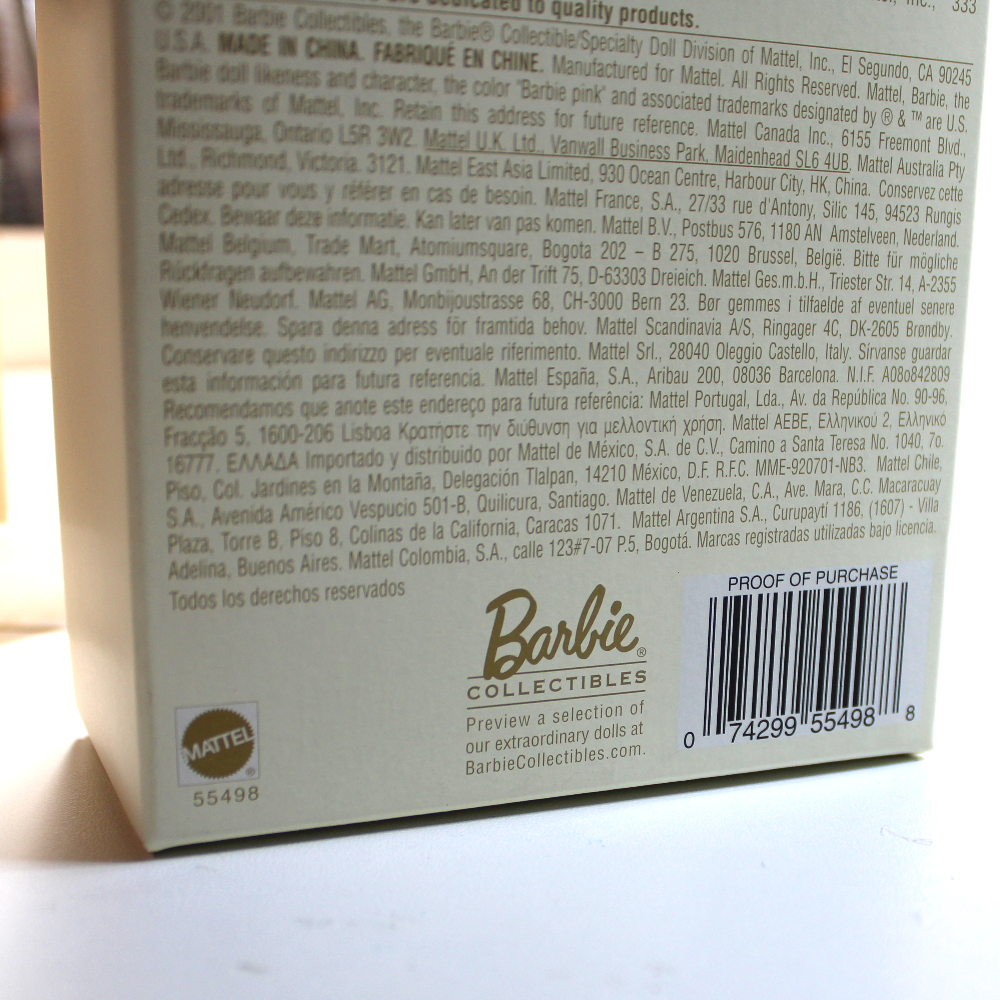 are dedicated to quality products. Inc., 333
© 2001 Barbie Collectibles, the Barbie® Collectible/Specialty Doll Division of Mattel, Inc., El Segundo, CA 90245
U.S.A. MADE IN CHINA. FABRIQUÉ EN CHINE. Manufactured for Mattel. All Rights Reserved. Mattel, Barbie, the
Barbie doll likeness and character, the color "Barbie pink" and associated trademarks designated by ® & ™ are U.S.
trademarks of Mattel, Inc. Retain this address for future reference. Mattel Canada Inc., 6155 Freemont Blvd.,
Mississauga, Ontario L5R 3W2. Mattel U.K. Ltd., Vanwall Business Park, Maidenhead SL6 4UB. Mattel Australia Pty
Ltd., Richmond, Victoria. 3121. Mattel East Asia Limited, 930 Ocean Centre, Harbour City, HK, China. Conservez cette
adresse pour vous y référer en cas de besoin. Mattel France, S.A., 27/33 rue d'Antony, Silic 145, 94523 Rungis
Cedex. Bewaar deze informatie. Kan later van pas komen. Mattel B.V., Postbus 576, 1180 AN Amstelveen, Nederland.
Mattel Belgium, Trade Mart, Atomiumsquare, Bogota 202 – B 275, 1020 Brussel, België. Bitte für mögliche
Rückfragen aufbewahren. Mattel GmbH, An der Trift 75, D-63303 Dreieich. Mattel Ges.m.b.H., Triester Str. 14, A-2355
Wiener Neudorf. Mattel AG, Monbijoustrasse 68, CH-3000 Bern 23. Bør gemmes i tilfaelde af eventuel senere
henvendelse. Spara denna adress för framtida behov. Mattel Scandinavia A/S, Ringager 4C, DK-2605 Brøndby.
Conservare questo indirizzo per eventuale riferimento. Mattel Srl., 28040 Oleggio Castello, Italy. Sírvanse guardar
esta información para futura referencia. Mattel España, S.A., Aribau 200, 08036 Barcelona. N.I.F. A08o842809
Recomendamos que anote este endereço para futura referência: Mattel Portugal, Lda., Av. da República No. 90-96,
Fracção 5, 1600-206 Lisboa Κρατήστε την διύθυνση για μελλοντική χρήση. Mattel AEBE, Ελληνικού 2, Ελληνικό
16777. ΕΛΛΑΔΑ Importado y distribuido por Mattel de México, S.A. de C.V., Camino a Santa Teresa No. 1040, 7o.
Piso, Col. Jardines en la Montaña, Delegación Tlalpan, 14210 México, D.F. R.F.C. MME-920701-NB3. Mattel Chile,
S.A., Avenida Américo Vespucio 501-B, Quilicura, Santiago. Mattel de Venezuela, C.A., Ave. Mara, C.C. Macaracuay
Plaza, Torre B, Piso 8, Colinas de la California, Caracas 1071. Mattel Argentina S.A., Curupaytí 1186, (1607) - Villa
Adelina, Buenos Aires. Mattel Colombia, S.A., calle 123#7-07 P.5, Bogotá. Marcas registradas utilizadas bajo licencia.
Todos los derechos reservados
Barbie®
COLLECTIBLES
Preview a selection of
our extraordinary dolls at
BarbieCollectibles.com.
PROOF OF PURCHASE
0 74299 55498 8
MATTEL®
55498